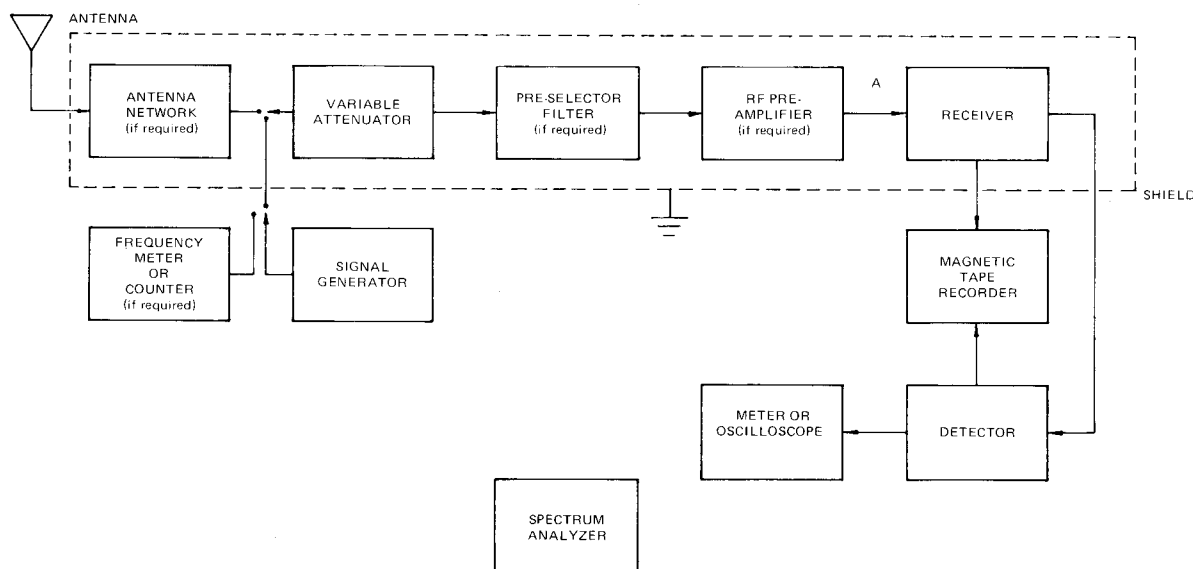 ANTENNA
ANTENNA
NETWORK
(if required)
VARIABLE
ATTENUATOR
PRE-SELECTOR
FILTER
(if required)
RF PRE-
AMPLIFIER
(if required)
A
RECEIVER
SHIELD
FREQUENCY
METER
OR
COUNTER
(if required)
SIGNAL
GENERATOR
MAGNETIC
TAPE
RECORDER
METER OR
OSCILLOSCOPE
DETECTOR
SPECTRUM
ANALYZER